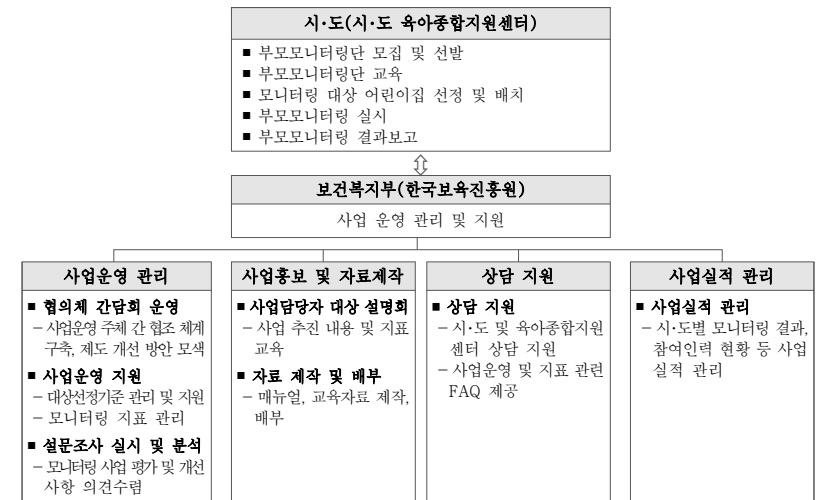 시·도(시·도 육아종합지원센터)
■ 부모모니터링단 모집 및 선발
■ 부모모니터링단 교육
■ 모니터링 대상 어린이집 선정 및 배치
■ 부모모니터링 실시
■ 부모모니터링 결과보고
⇕
보건복지부(한국보육진흥원)
사업 운영 관리 및 지원
사업운영 관리
■ 협의체 간담회 운영
– 사업운영 주체 간 협조 체계
구축, 제도 개선 방안 모색
■ 사업운영 지원
– 대상선정기준 관리 및 지원
– 모니터링 지표 관리
■ 설문조사 실시 및 분석
– 모니터링 사업 평가 및 개선
사항 의견수렴
사업홍보 및 자료제작
■ 사업담당자 대상 설명회
– 사업 추진 내용 및 지표
교육
■ 자료 제작 및 배부
– 매뉴얼, 교육자료 제작,
배부
상담 지원
■ 상담 지원
– 시·도 및 육아종합지원
센터 상담 지원
– 사업운영 및 지표 관련
FAQ 제공
사업실적 관리
■ 사업실적 관리
– 시·도별 모니터링 결과,
참여인력 현황 등 사업
실적 관리